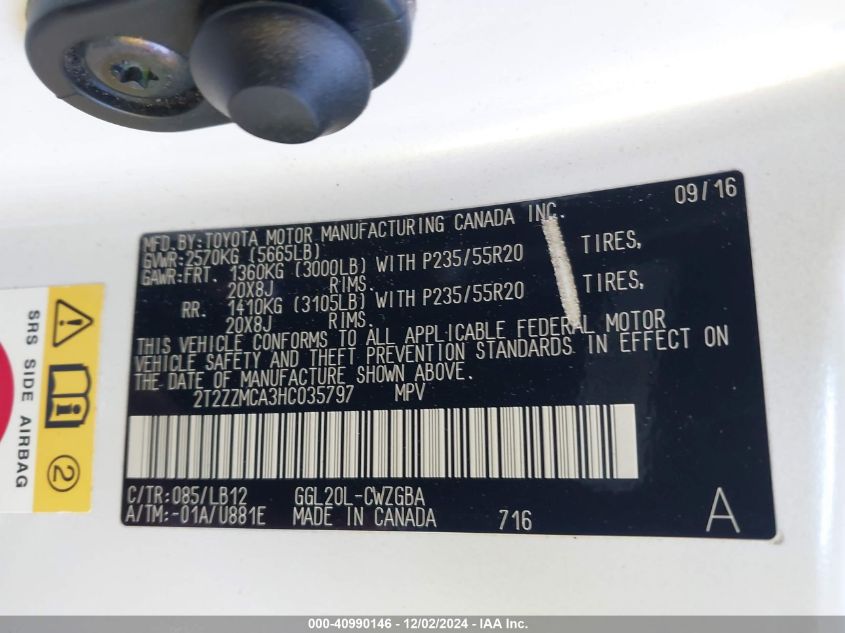 09/16
MFD.BY:TOYOTA MOTOR MANUFACTURING CANADA INC.
GVWR:2570KG (5665LB)
GAWR:FRT. 1360KG (3000LB) WITH P235/55R20 TIRES,
20X8J RIMS.
RR. 1410KG (3105LB) WITH P235/55R20 TIRES,
20X8J RIMS.
THIS VEHICLE CONFORMS TO ALL APPLICABLE FEDERAL MOTOR
VEHICLE SAFETY AND THEFT PREVENTION STANDARDS IN EFFECT ON
THE DATE OF MANUFACTURE SHOWN ABOVE.
2T2ZZMCA3HC035797 MPV
C/TR:085/LB12 GGL20L-CWZGBA
A/TM:-01A/U881E MADE IN CANADA 716 A
SRS SIDE AIRBAG
2
000-40990146 - 12/02/2024 - IAA Inc.